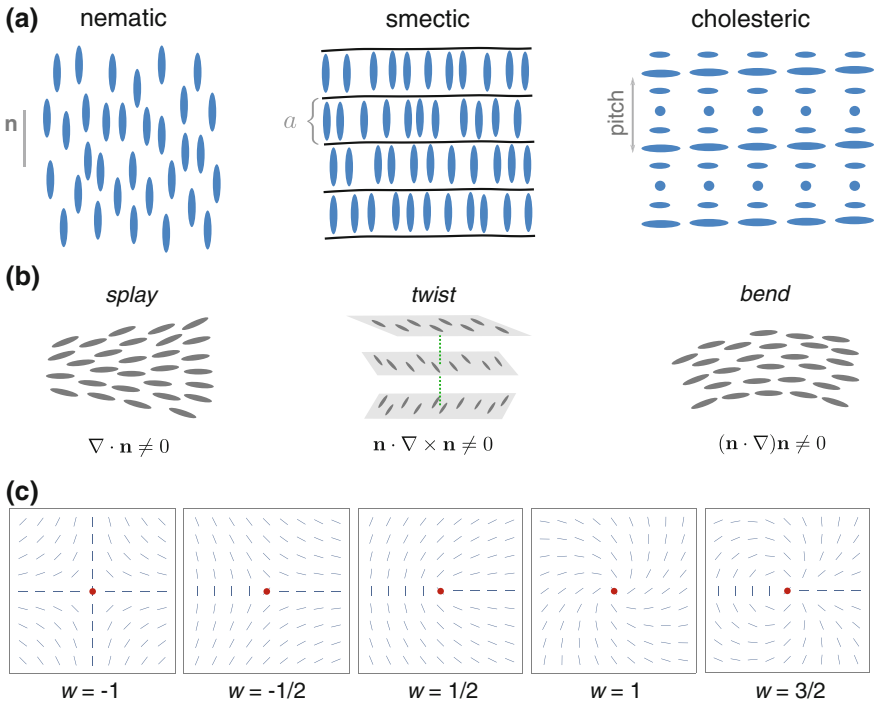 (a) nematic smectic cholesteric
n
a
pitch
(b)
splay twist bend
∇ · n ≠ 0 n · ∇ × n ≠ 0 (n · ∇)n ≠ 0
(c)
w = -1 w = -1/2 w = 1/2 w = 1 w = 3/2